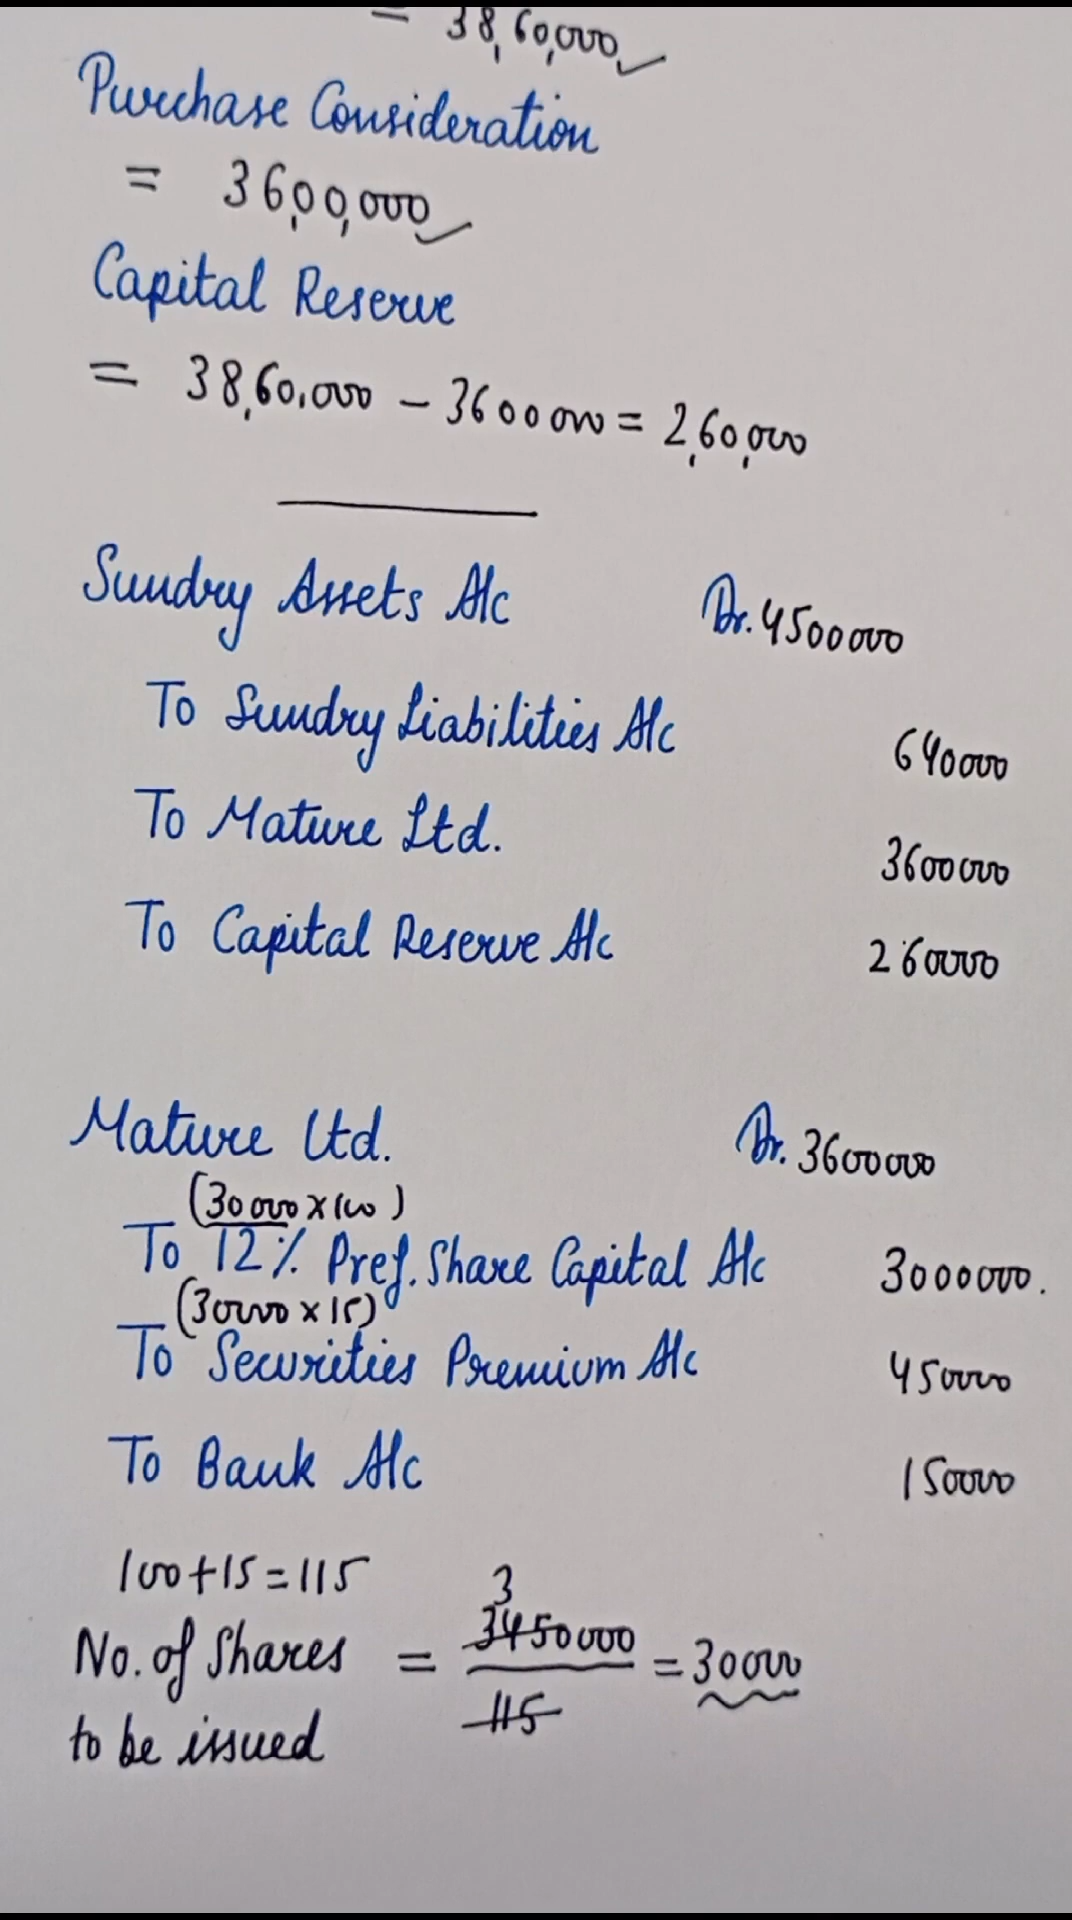 = 38,60,000
Purchase Consideration
= 36,00,000
Capital Reserve
= 38,60,000 - 3600000 = 2,60,000
Sundry Assets A/c Dr. 4500000
To Sundry Liabilities A/c 640000
To Mature Ltd. 3600000
To Capital Reserve A/c 260000
Mature Ltd. Dr. 3600000
(30000 x 100)
To 12% Pref. Share Capital A/c 3000000.
(30000 x 15)
To Securities Premium A/c 450000
To Bank A/c 150000
100+15=115
3
No. of Shares = 3450000 = 30000
115
to be issued